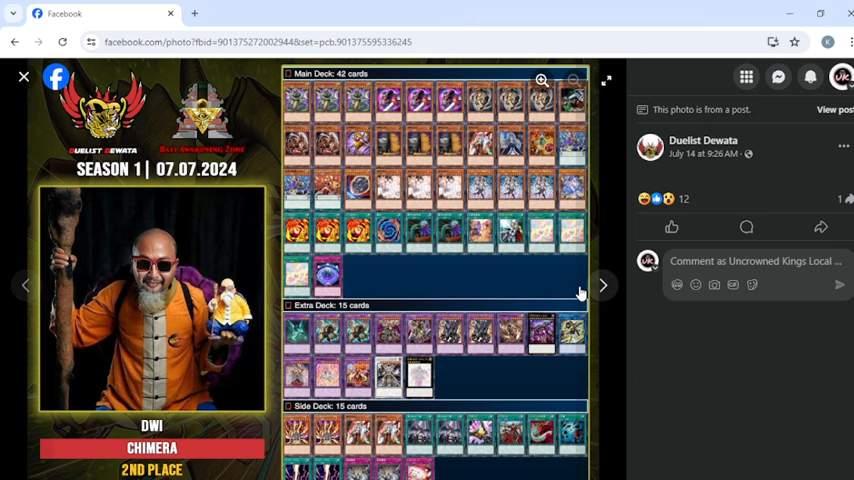 Facebook
facebook.com/photo?fbid=901375272002944&set=pcb.901375595336245
K
DUELIST DEWATA
BALI AWAKENING ZONE
SEASON 1| 07.07.2024
DWI
CHIMERA
2ND PLACE
Main Deck: 42 cards
Extra Deck: 15 cards
Side Deck: 15 cards
This photo is from a post.
View post
Duelist Dewata
July 14 at 9:26 AM ·
12
1
Comment as Uncrowned Kings Local ...